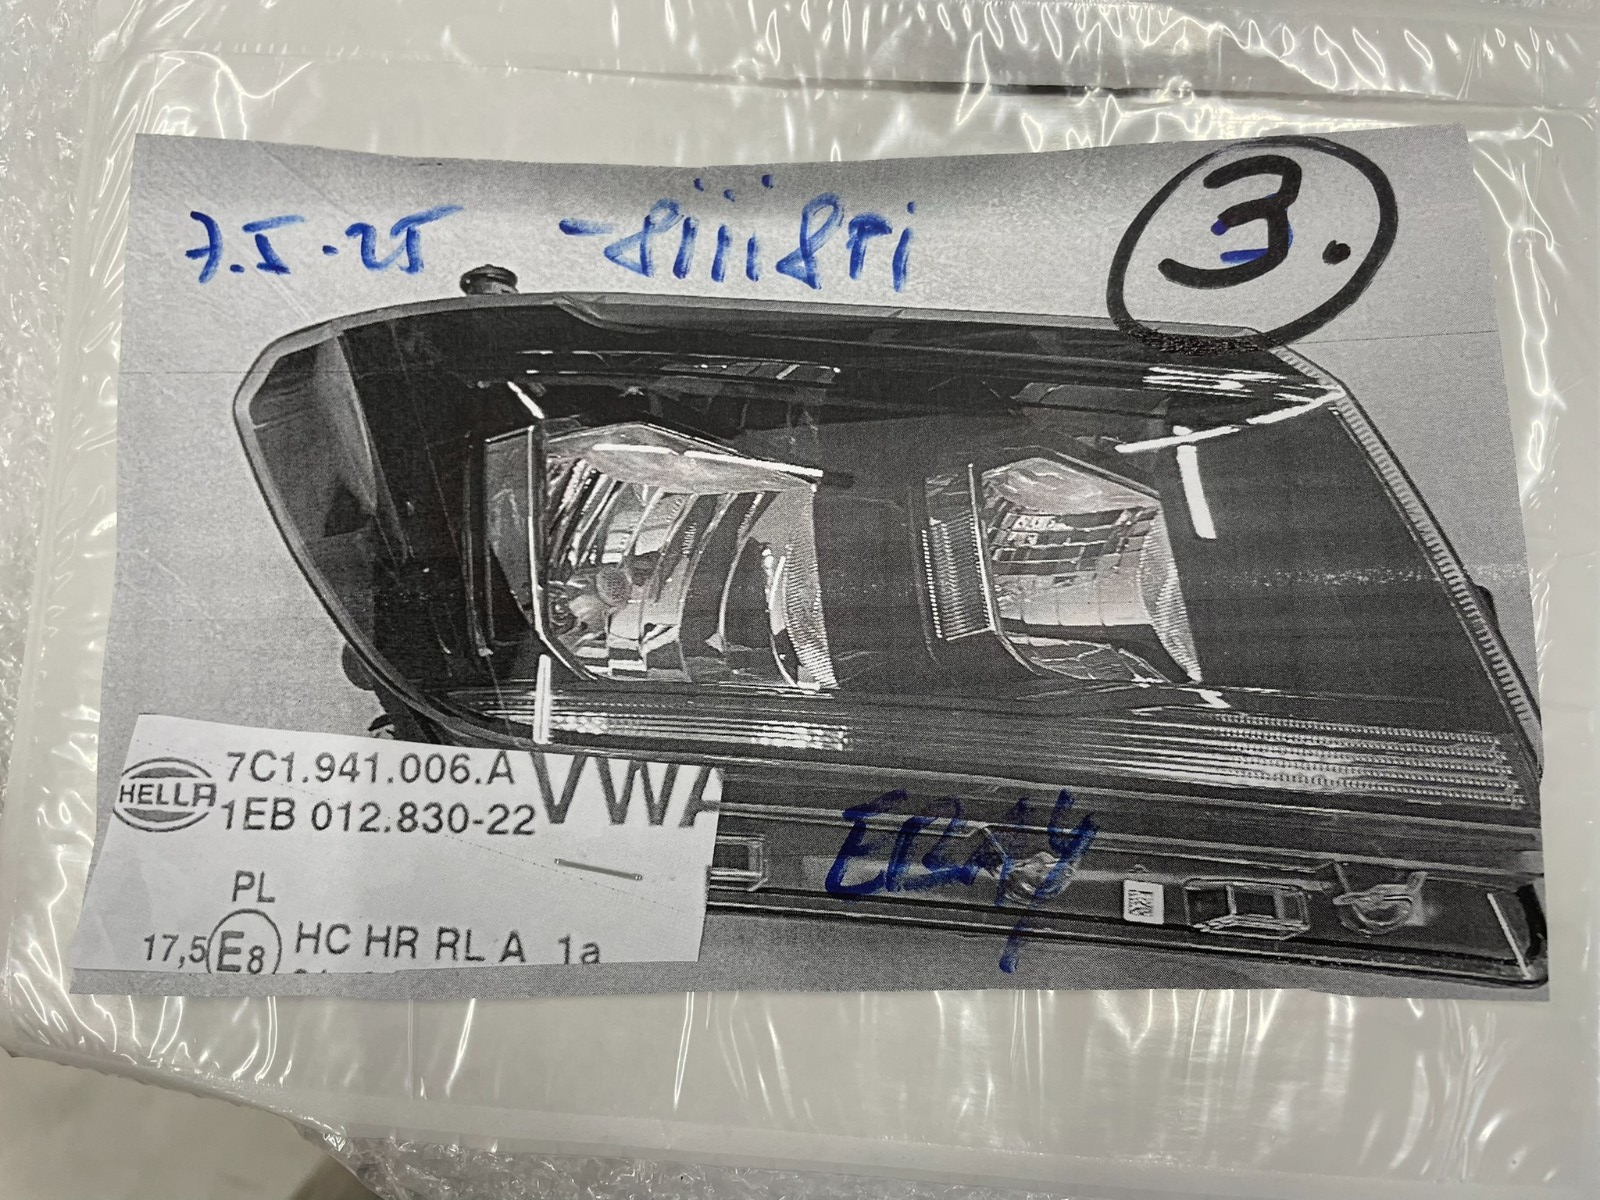 7.5.25
3.
HELLA
7C1.941.006.A
1EB 012.830-22
VWA
PL
17,5 E8 HC HR RL A 1a